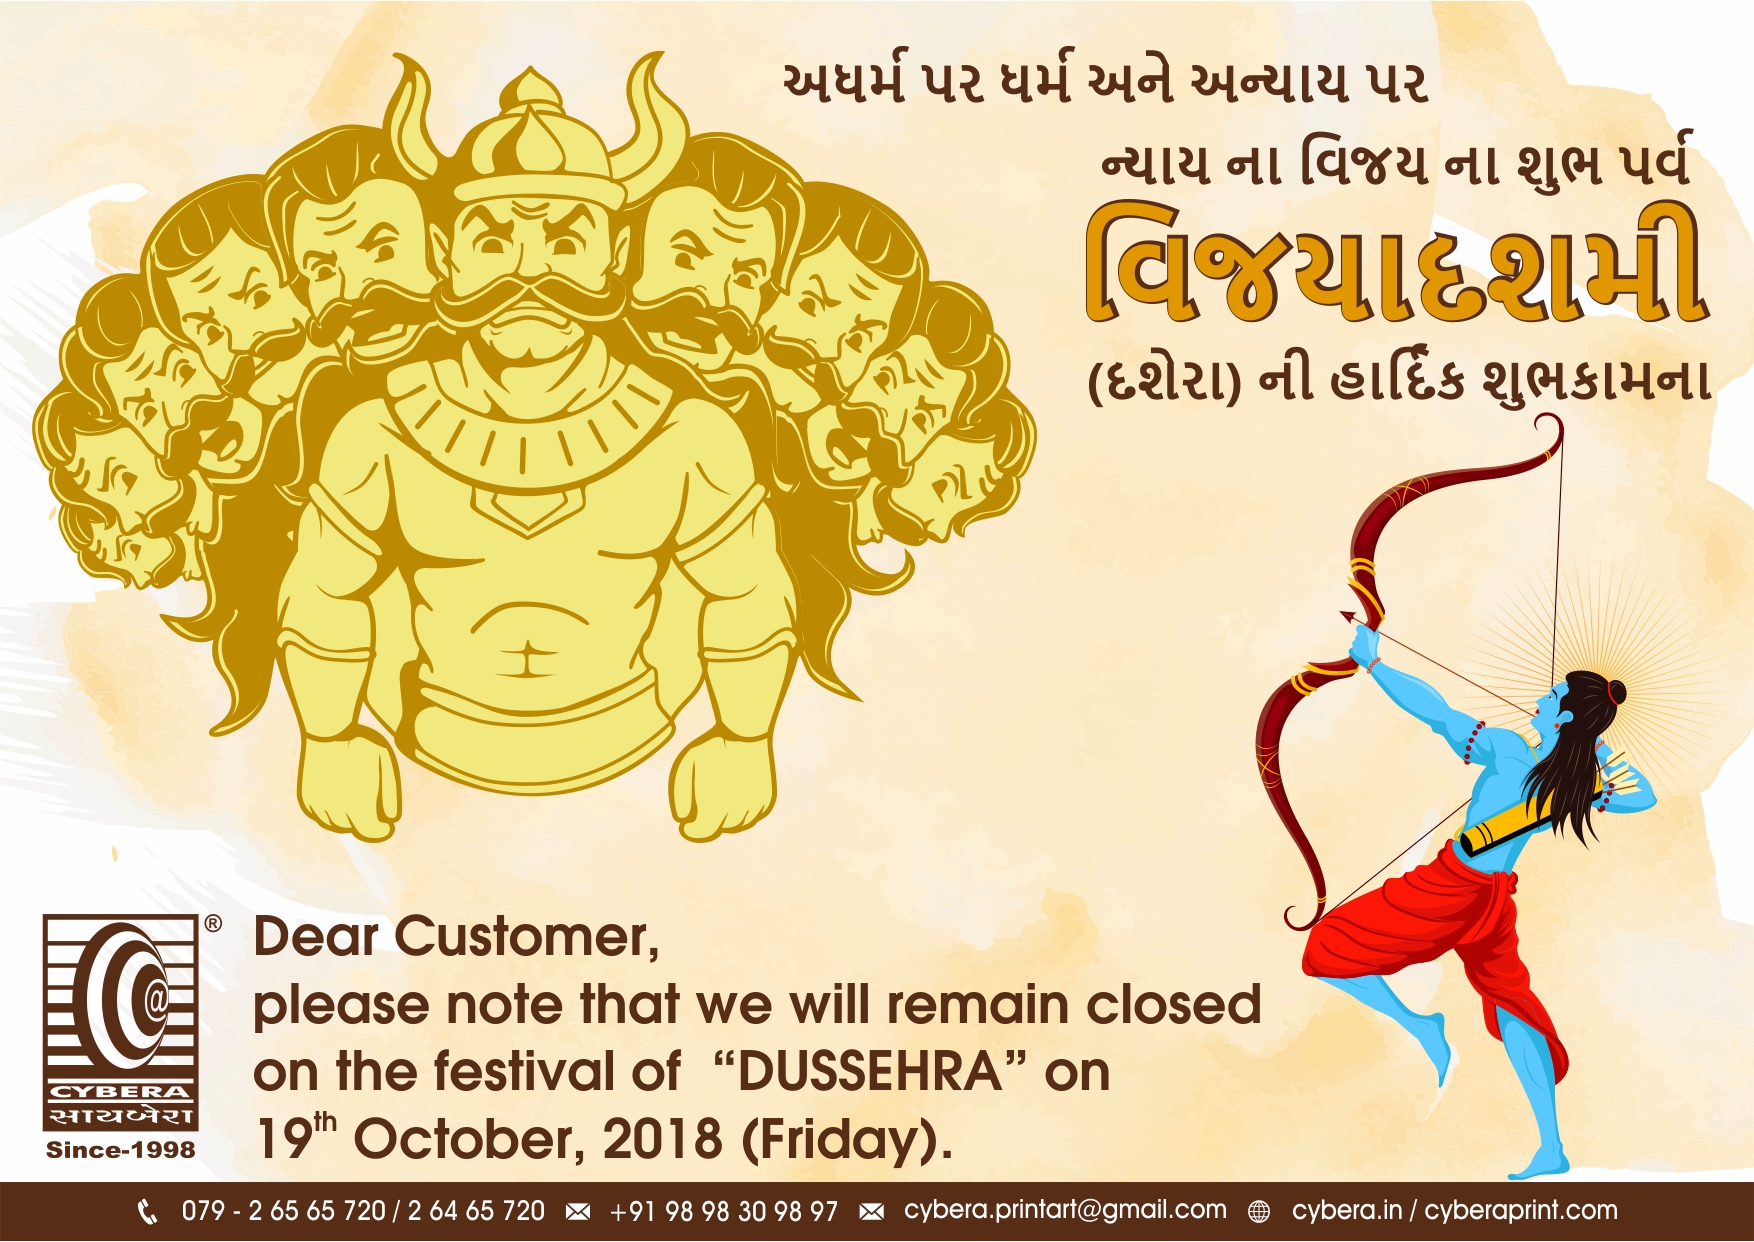 અધર્મ પર ધર્મ અને અન્યાય પર
ન્યાય ના વિજય ના શુભ પર્વ
વિજયાદશમી
(દશેરા) ની હાર્દિક શુભકામના
Dear Customer,
please note that we will remain closed
on the festival of “DUSSEHRA” on
19th October, 2018 (Friday).
®
@
CYBERA
સાયબેરા
Since-1998
079 - 2 65 65 720 / 2 64 65 720 +91 98 98 30 98 97 cybera.printart@gmail.com cybera.in / cyberaprint.com